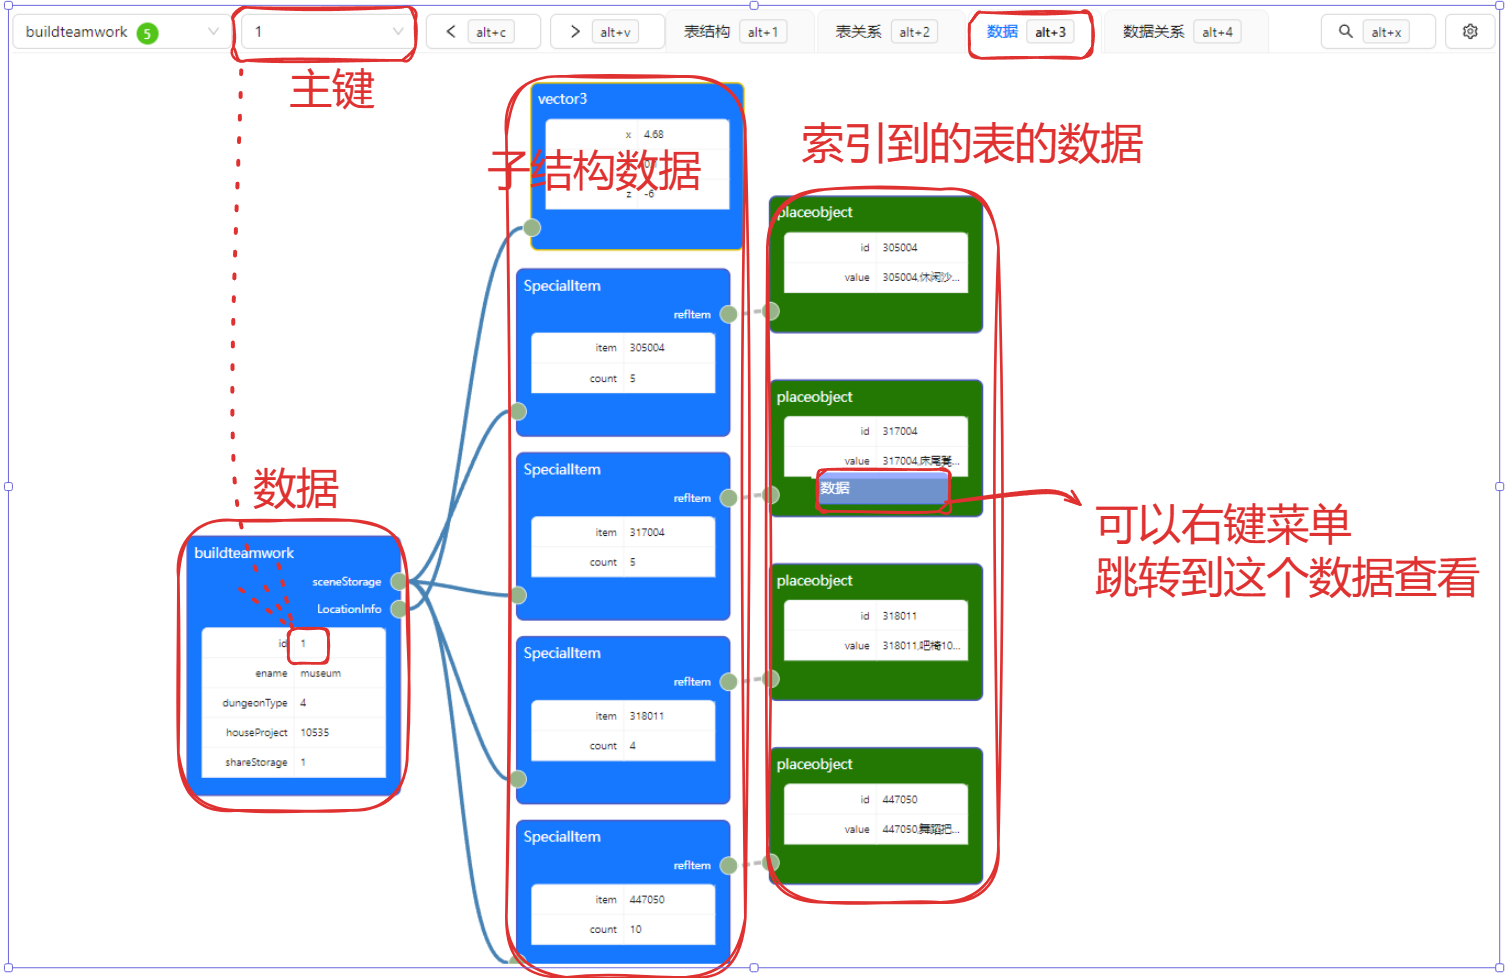 buildteamwork 5
1
< alt+c
> alt+v
表结构 alt+1
表关系 alt+2
数据 alt+3
数据关系 alt+4
alt+x
主键
vector3
x 4.68
子结构数据
z -6
索引到的表的数据
placeobject
id 305004
value 305004,休闲沙...
SpecialItem
refItem
item 305004
count 5
placeobject
id 317004
value 317004,床尾凳...
数据
可以右键菜单
跳转到这个数据查看
SpecialItem
refItem
item 317004
count 5
数据
buildteamwork
sceneStorage
LocationInfo
id 1
ename museum
dungeonType 4
houseProject 10535
shareStorage 1
placeobject
id 318011
value 318011,吧椅10...
SpecialItem
refItem
item 318011
count 4
placeobject
id 447050
value 447050,舞蹈把...
SpecialItem
refItem
item 447050
count 10